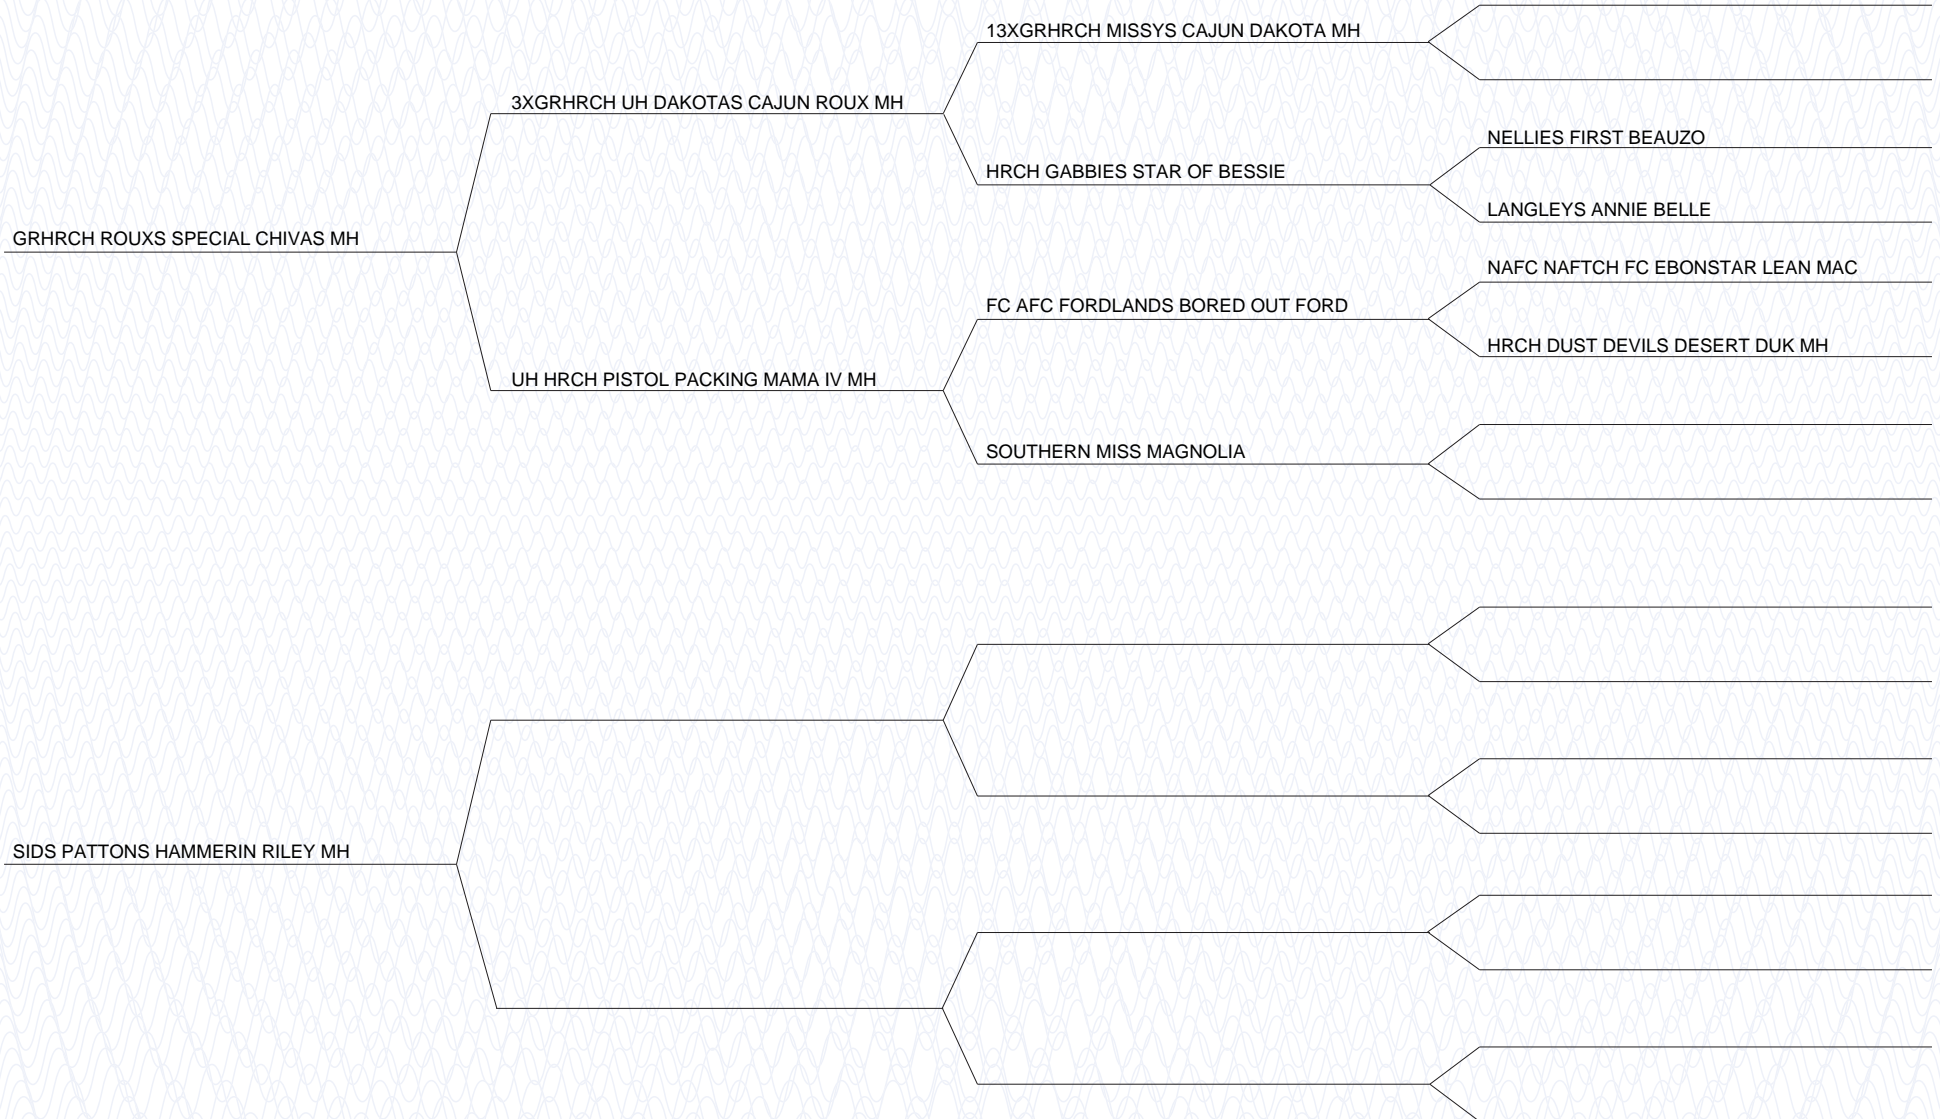 13XGRHRCH MISSYS CAJUN DAKOTA MH
3XGRHRCH UH DAKOTAS CAJUN ROUX MH
NELLIES FIRST BEAUZO
HRCH GABBIES STAR OF BESSIE
LANGLEYS ANNIE BELLE
GRHRCH ROUXS SPECIAL CHIVAS MH
NAFC NAFTCH FC EBONSTAR LEAN MAC
FC AFC FORDLANDS BORED OUT FORD
HRCH DUST DEVILS DESERT DUK MH
UH HRCH PISTOL PACKING MAMA IV MH
SOUTHERN MISS MAGNOLIA
SIDS PATTONS HAMMERIN RILEY MH